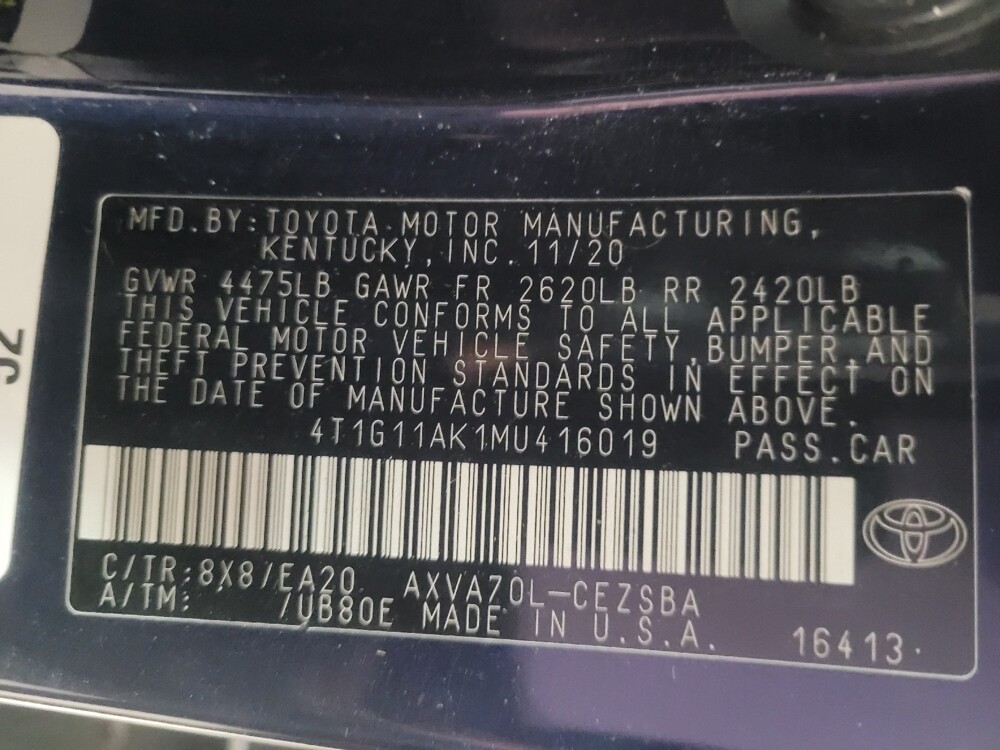 MFD.BY:TOYOTA MOTOR MANUFACTURING,
KENTUCKY, INC. 11/20
GVWR 4475LB GAWR FR 2620LB RR 2420LB
THIS VEHICLE CONFORMS TO ALL APPLICABLE
FEDERAL MOTOR VEHICLE SAFETY, BUMPER, AND
THEFT PREVENTION STANDARDS IN EFFECT ON
THE DATE OF MANUFACTURE SHOWN ABOVE.
4T1G11AK1MU416019 PASS.CAR
C/TR:8X8/EA20 AXVA70L-CEZSBA
A/TM: /UB80E MADE IN U.S.A.
16413